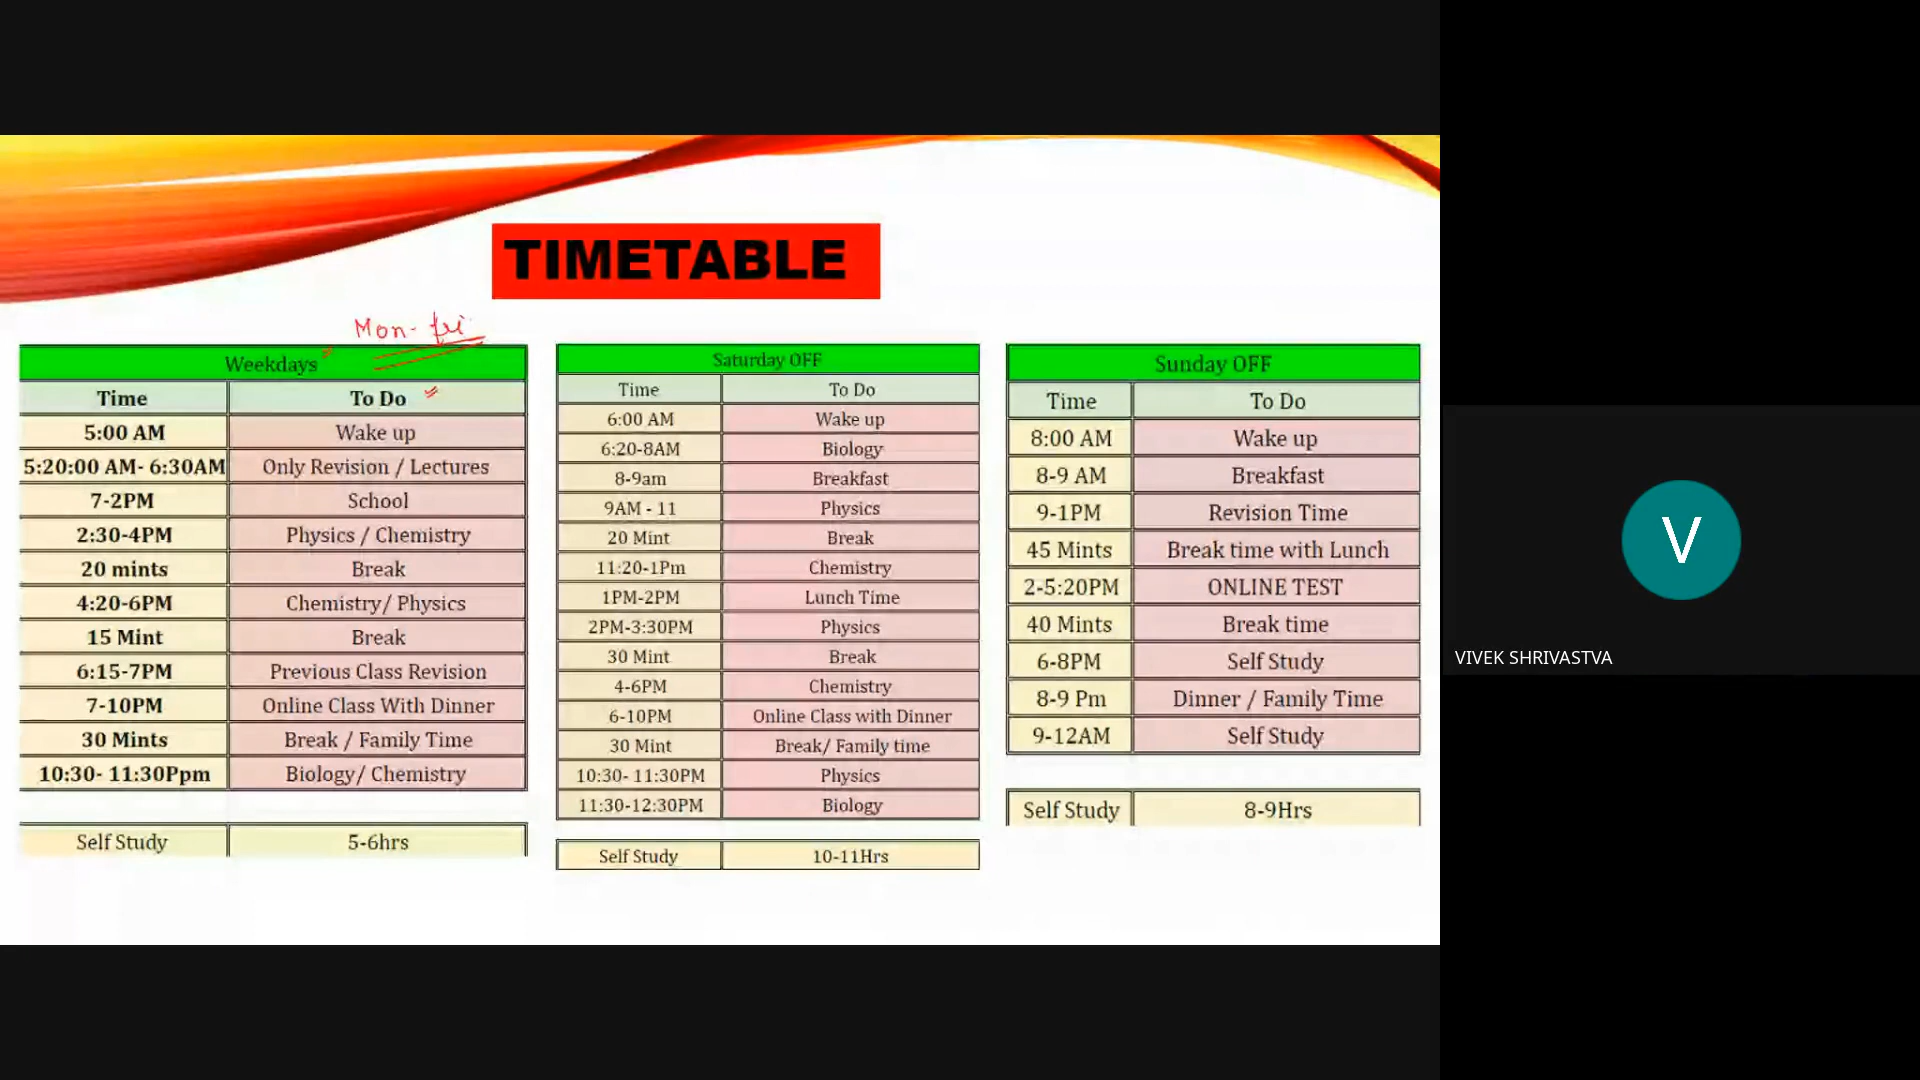 TIMETABLE
Mon- fri
Weekdays
Time To Do
5:00 AM Wake up
5:20:00 AM- 6:30AM Only Revision / Lectures
7-2PM School
2:30-4PM Physics / Chemistry
20 mints Break
4:20-6PM Chemistry/ Physics
15 Mint Break
6:15-7PM Previous Class Revision
7-10PM Online Class With Dinner
30 Mints Break / Family Time
10:30- 11:30Ppm Biology/ Chemistry
Self Study 5-6hrs
Saturday OFF
Time To Do
6:00 AM Wake up
6:20-8AM Biology
8-9am Breakfast
9AM - 11 Physics
20 Mint Break
11:20-1Pm Chemistry
1PM-2PM Lunch Time
2PM-3:30PM Physics
30 Mint Break
4-6PM Chemistry
6-10PM Online Class with Dinner
30 Mint Break/ Family time
10:30- 11:30PM Physics
11:30-12:30PM Biology
Self Study 10-11Hrs
Sunday OFF
Time To Do
8:00 AM Wake up
8-9 AM Breakfast
9-1PM Revision Time
45 Mints Break time with Lunch
2-5:20PM ONLINE TEST
40 Mints Break time
6-8PM Self Study
8-9 Pm Dinner / Family Time
9-12AM Self Study
Self Study 8-9Hrs
V
VIVEK SHRIVASTVA